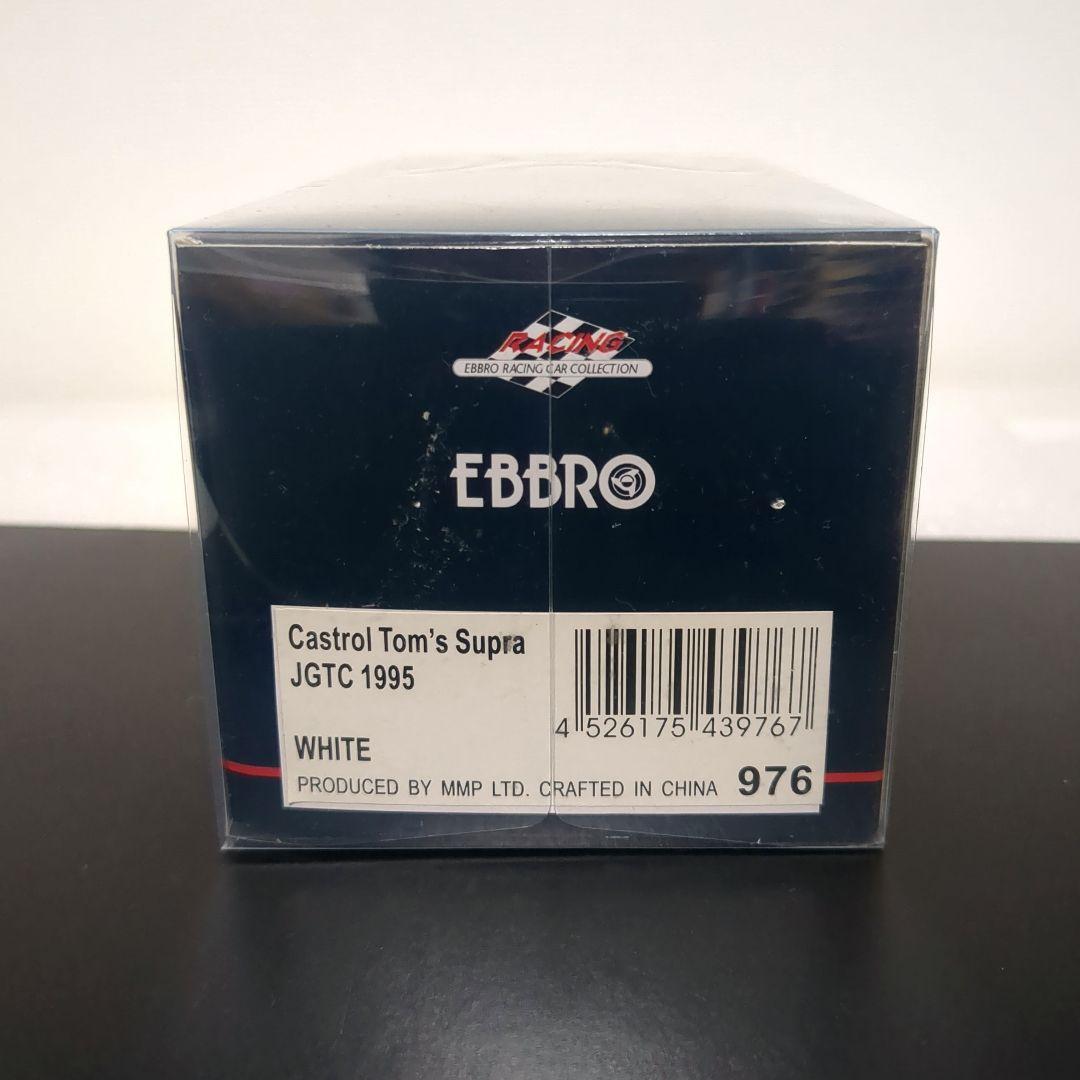 RACING
EBBRO RACING CAR COLLECTION
EBBRO
Castrol Tom's Supra
JGTC 1995
4 526175 439767
WHITE
PRODUCED BY MMP LTD. CRAFTED IN CHINA 976